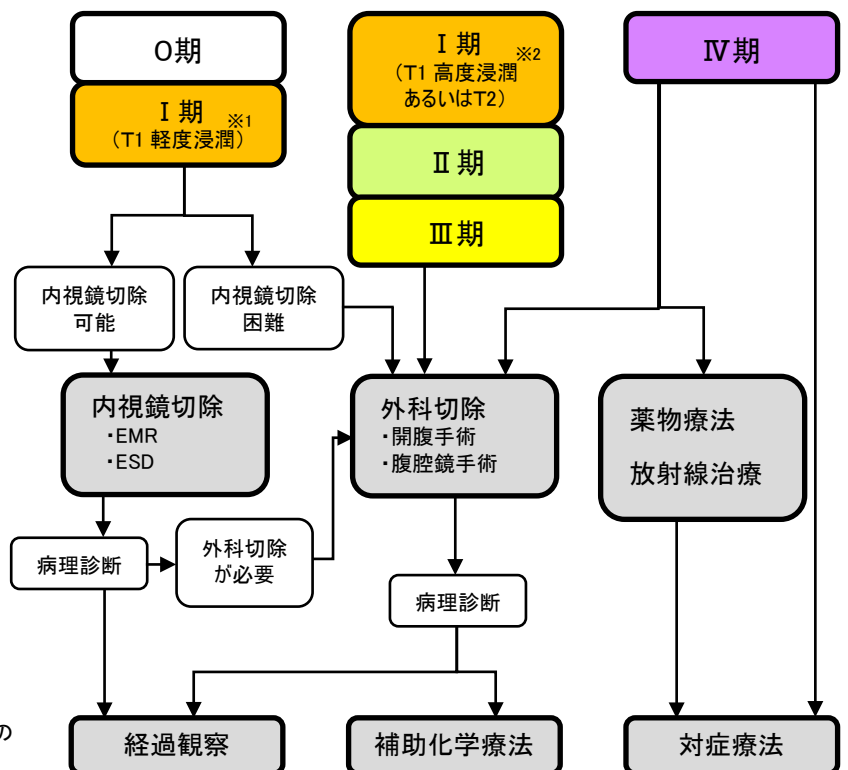 0期
Ⅰ期
※1
(T1 軽度浸潤)
Ⅰ期
※2
(T1 高度浸潤
あるいはT2)
Ⅱ期
Ⅲ期
Ⅳ期
内視鏡切除
可能
内視鏡切除
困難
内視鏡切除
・EMR
・ESD
外科切除
・開腹手術
・腹腔鏡手術
薬物療法
放射線治療
病理診断
外科切除
が必要
病理診断
の
経過観察
補助化学療法
対症療法